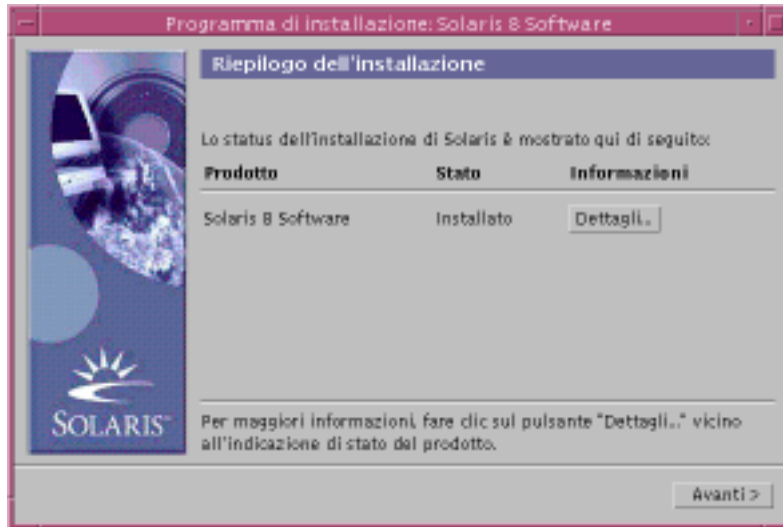 Programma di installazione: Solaris 8 Software
Riepilogo dell'installazione
Lo status dell'installazione di Solaris è mostrato qui di seguito:
Prodotto Stato Informazioni
Solaris 8 Software Installato Dettagli..
SOLARIS™
Per maggiori informazioni, fare clic sul pulsante "Dettagli.." vicino
all'indicazione di stato del prodotto.
Avanti >